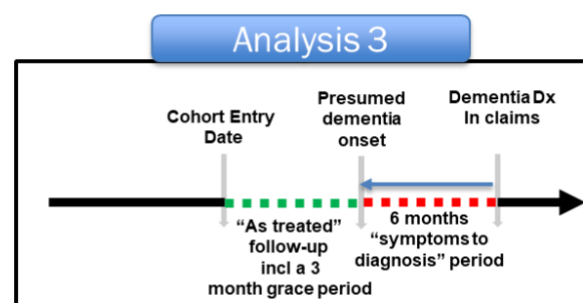 Analysis 3
Cohort Entry
Date
Presumed
dementia
onset
Dementia Dx
In claims
“As treated”
follow-up
incl a 3
month grace period
6 months
“symptoms to
diagnosis” period